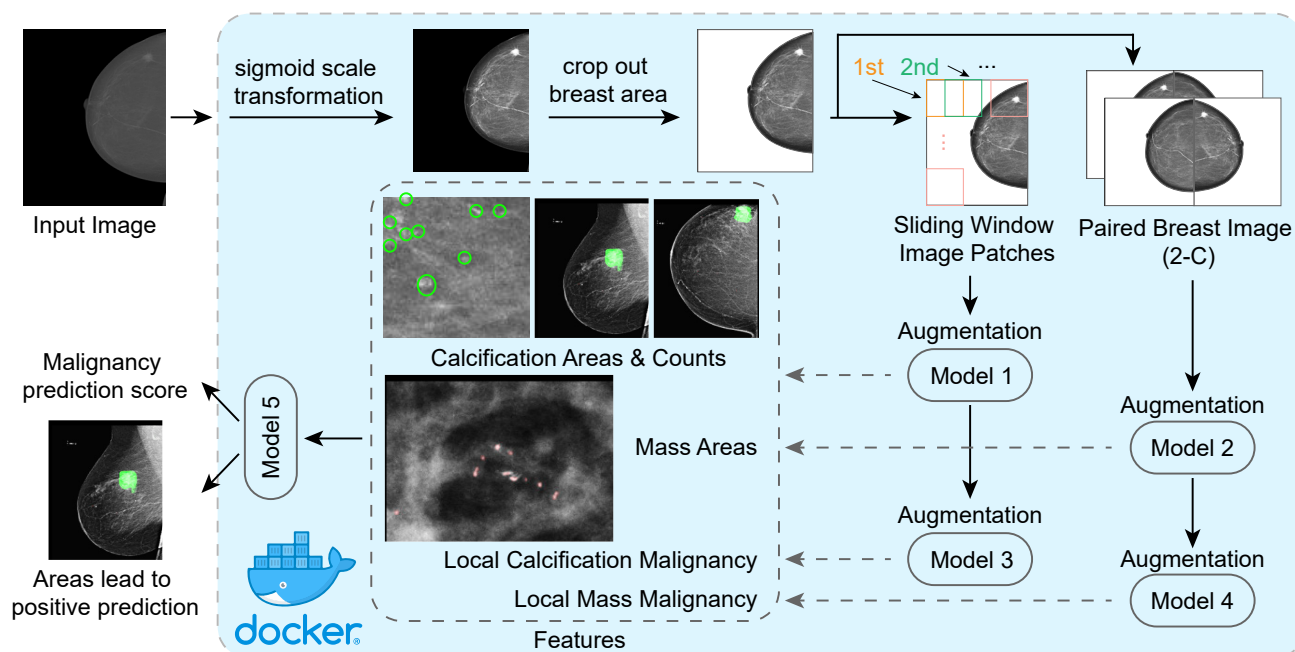 Input Image
sigmoid scale
transformation
crop out
breast area
1st
2nd
...
Sliding Window
Image Patches
Paired Breast Image
(2-C)
Augmentation
Model 1
Augmentation
Model 2
Augmentation
Model 3
Augmentation
Model 4
Calcification Areas & Counts
Mass Areas
Local Calcification Malignancy
Local Mass Malignancy
Features
Model 5
Malignancy
prediction score
Areas lead to
positive prediction
docker®